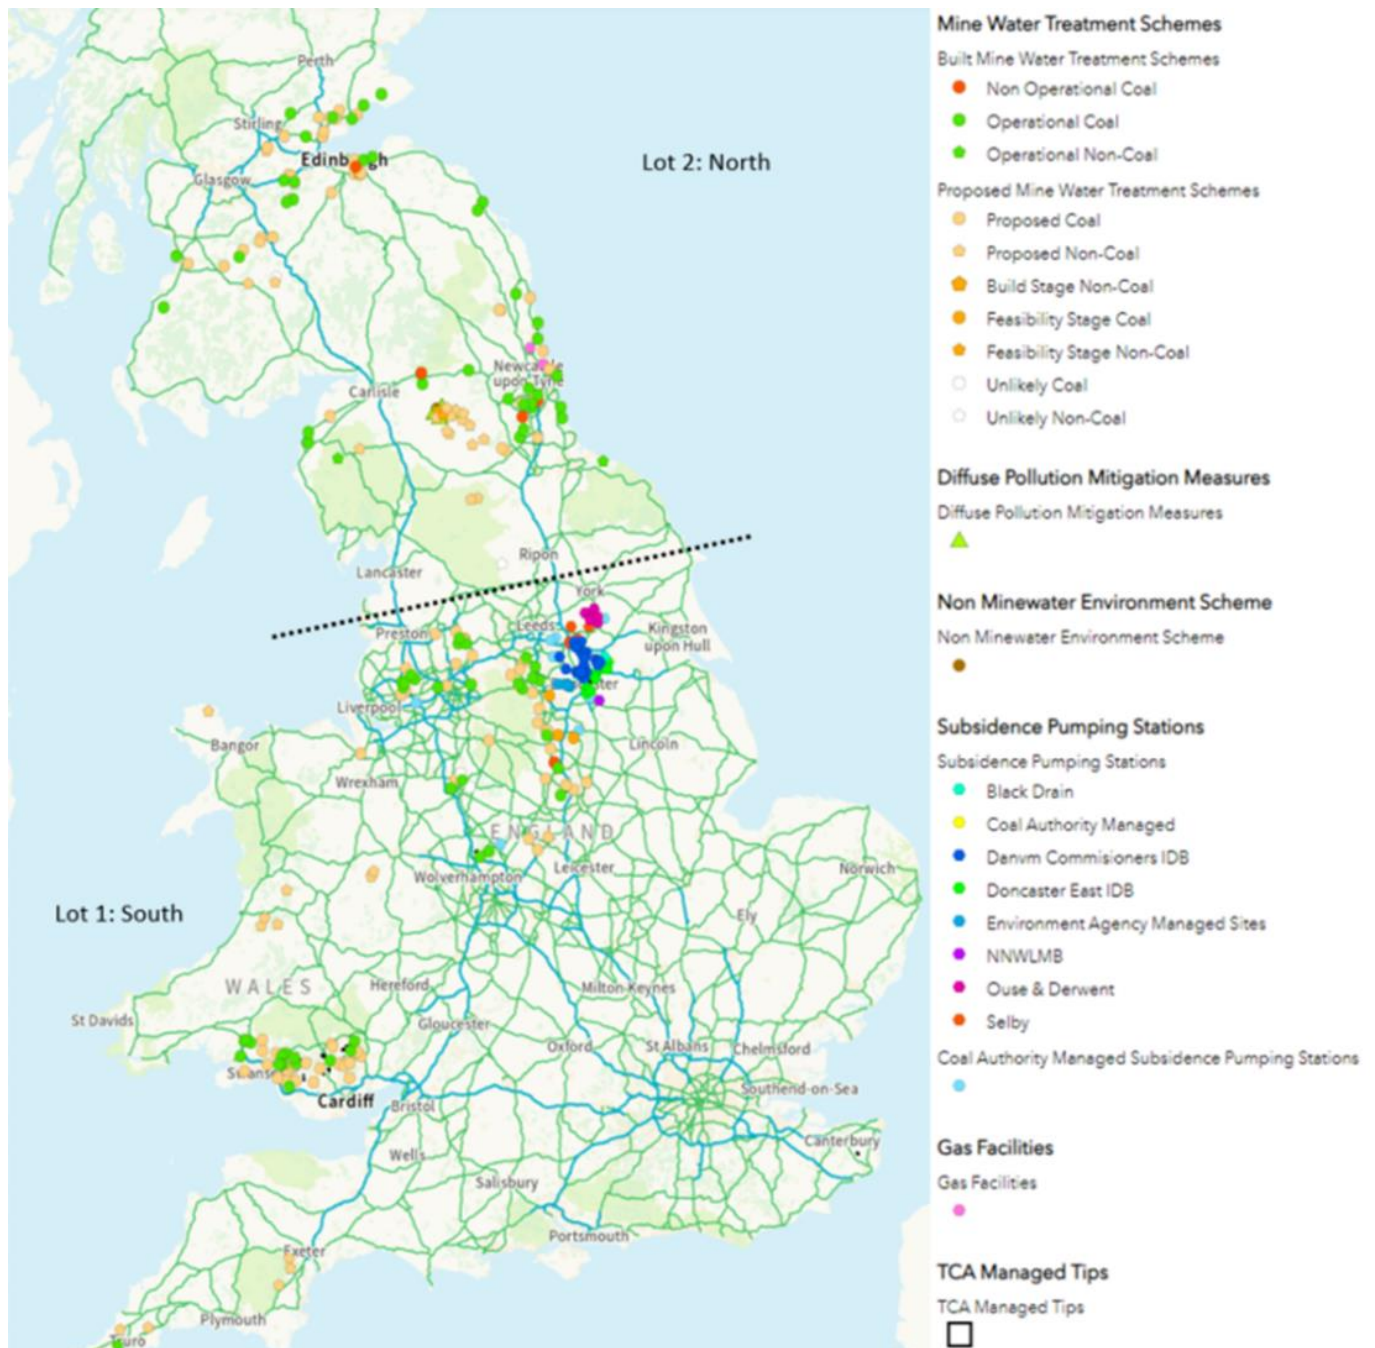 Perth
Stirling
Edinb gh
Glasgow
Lot 2: North
Newca le
upon Tyne
Carlisle
Ripon
Lancaster
York
Preston
Leeds
Kingston
upon Hull
ter
Liverpool
Bangor
Lincoln
Wrexham
ENGLAND
Leicester
Norwich
Wolverhampton
Lot 1: South
Ely
WALES
Hereford
Milton Keynes
St Davids
Gloucester
Oxford
St Albans
Chelmsford
Swanse
Southend-on-Sea
Cardiff
Bristol
Canterbury
Wells
Salisbury
Portsmouth
Exeter
Plymouth
Truro
Mine Water Treatment Schemes
Built Mine Water Treatment Schemes
Non Operational Coal
Operational Coal
Operational Non-Coal
Proposed Mine Water Treatment Schemes
Proposed Coal
Proposed Non-Coal
Build Stage Non-Coal
Feasibility Stage Coal
Feasibility Stage Non-Coal
Unlikely Coal
Unlikely Non-Coal
Diffuse Pollution Mitigation Measures
Diffuse Pollution Mitigation Measures
Non Minewater Environment Scheme
Non Minewater Environment Scheme
Subsidence Pumping Stations
Subsidence Pumping Stations
Black Drain
Coal Authority Managed
Danvm Commisioners IDB
Doncaster East IDB
Environment Agency Managed Sites
NNWLMB
Ouse & Derwent
Selby
Coal Authority Managed Subsidence Pumping Stations
Gas Facilities
Gas Facilities
TCA Managed Tips
TCA Managed Tips